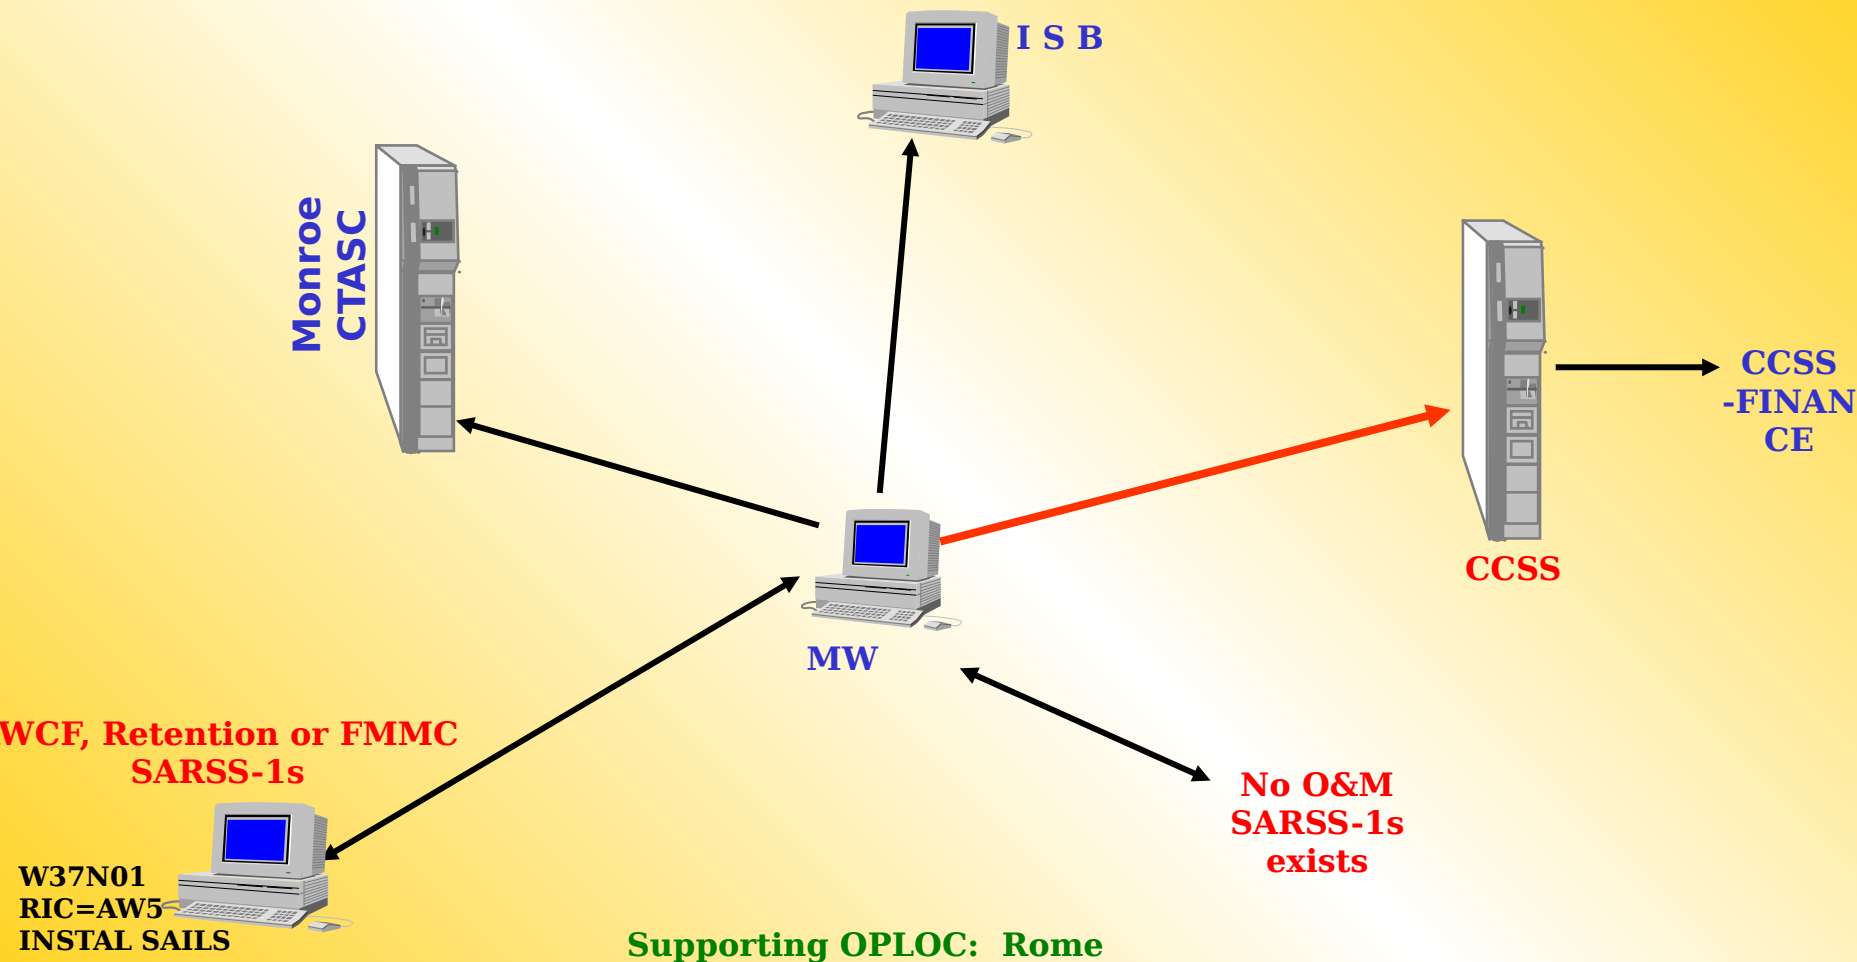 I S B
Monroe
CTASC
CCSS
-FINAN
CE
CCSS
MW
WCF, Retention or FMMC
SARSS-1s
No O&M
SARSS-1s
exists
W37N01
RIC=AW5
INSTAL SAILS
Supporting OPLOC:  Rome